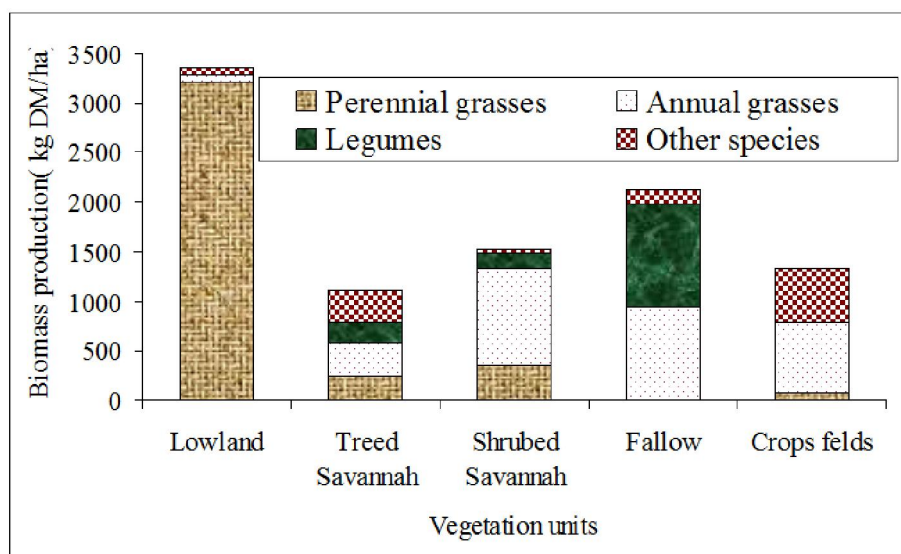 Biomass production( kg DM/ha)
3500
3000
2500
2000
1500
1000
500
0
Perennial grasses Annual grasses
Legumes Other species
Lowland Treed Savannah Shrubed Savannah Fallow Crops felds
Vegetation units